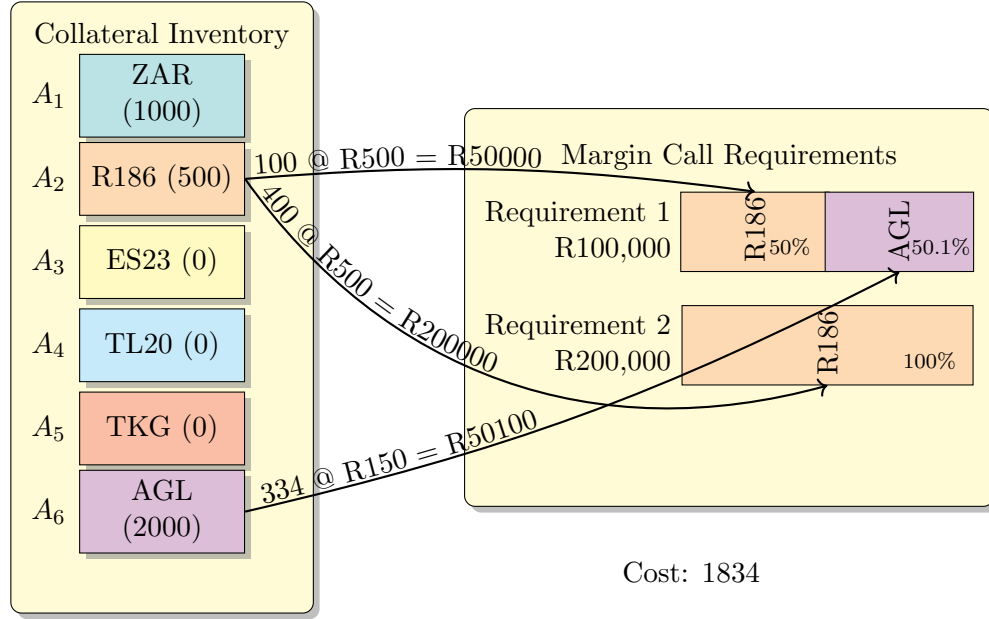 Collateral Inventory
A1
ZAR
(1000)
A2
R186 (500)
A3
ES23 (0)
A4
TL20 (0)
A5
TKG (0)
A6
AGL
(2000)
100 @ R500 = R50000
400 @ R500 = R200000
334 @ R150 = R50100
Margin Call Requirements
Requirement 1
R100,000
R186
50%
AGL
50.1%
Requirement 2
R200,000
R186
100%
Cost: 1834